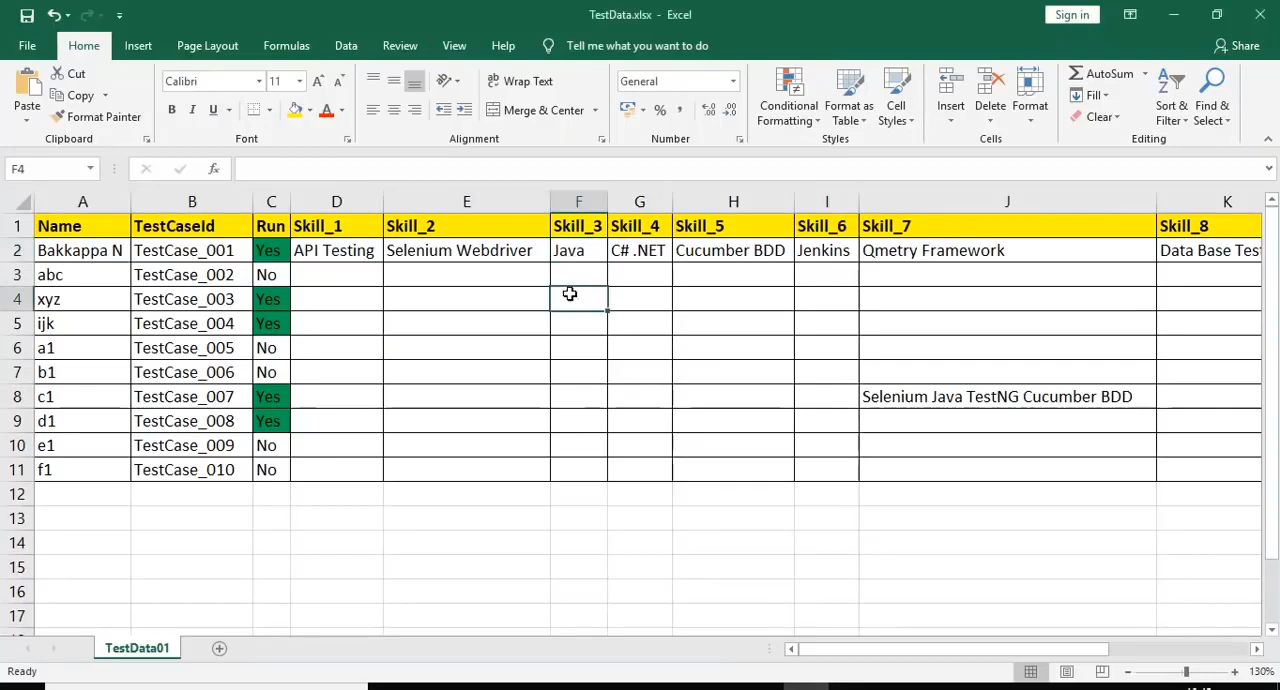 TestData.xlsx - Excel
Sign in
File Home Insert Page Layout Formulas Data Review View Help Tell me what you want to do Share
Paste
Cut
Copy
Format Painter
Clipboard
Calibri 11
B I U
Font
Wrap Text
Merge & Center
Alignment
General
Number
Conditional Formatting
Format as Table
Cell Styles
Styles
Insert
Delete
Format
Cells
AutoSum
Fill
Clear
Sort & Filter
Find & Select
Editing
F4 fx
A B C D E F G H I J K
1 Name TestCaseId Run Skill_1 Skill_2 Skill_3 Skill_4 Skill_5 Skill_6 Skill_7 Skill_8
2 Bakkappa N TestCase_001 Yes API Testing Selenium Webdriver Java C# .NET Cucumber BDD Jenkins Qmetry Framework Data Base Test
3 abc TestCase_002 No
4 xyz TestCase_003 Yes
5 ijk TestCase_004 Yes
6 a1 TestCase_005 No
7 b1 TestCase_006 No
8 c1 TestCase_007 Yes Selenium Java TestNG Cucumber BDD
9 d1 TestCase_008 Yes
10 e1 TestCase_009 No
11 f1 TestCase_010 No
12
13
14
15
16
17
TestData01
Ready
130%